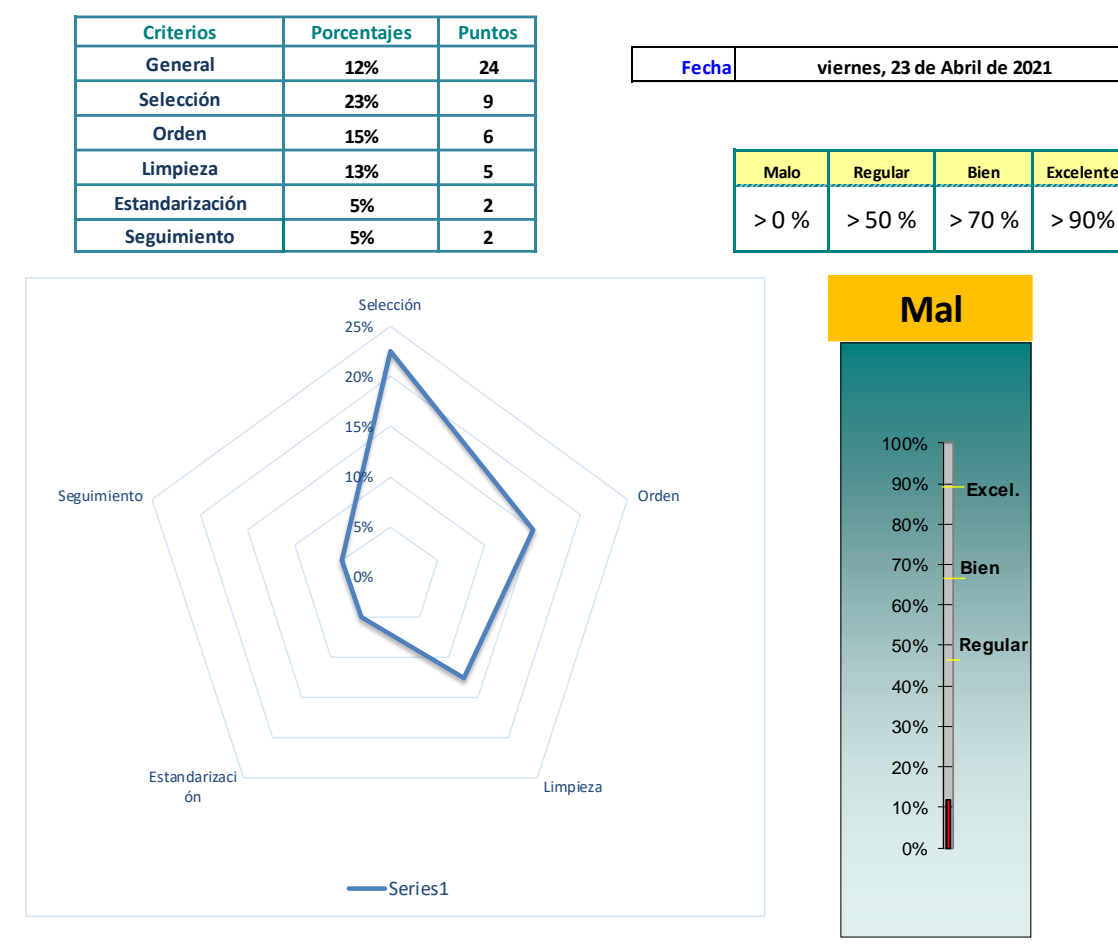 Criterios Porcentajes Puntos
General 12% 24
Selección 23% 9
Orden 15% 6
Limpieza 13% 5
Estandarización 5% 2
Seguimiento 5% 2
Fecha viernes, 23 de Abril de 2021
Malo Regular Bien Excelente
> 0 % > 50 % > 70 % > 90%
Selección
25%
20%
15%
10%
5%
0%
Seguimiento
Orden
Estandarizaci
ón
Limpieza
Series1
Mal
100%
90% Excel.
80%
70% Bien
60%
50% Regular
40%
30%
20%
10%
0%